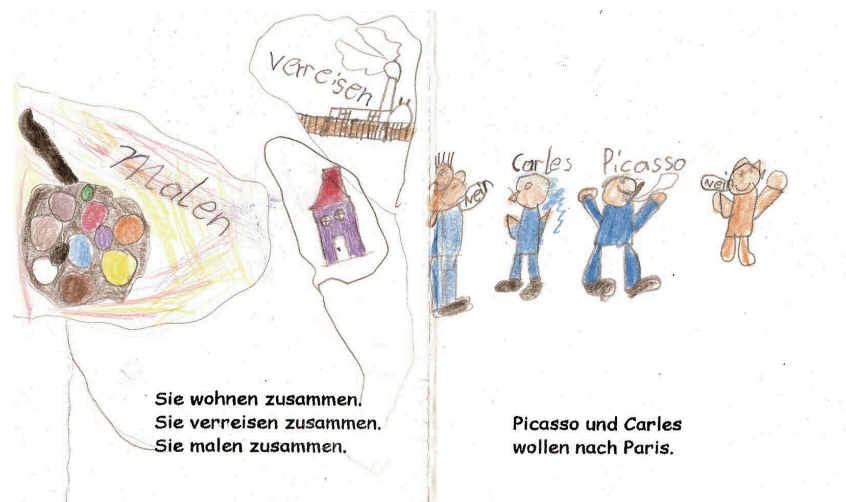 verreisen
Malen
Sie wohnen zusammen.
Sie verreisen zusammen.
Sie malen zusammen.
Carles Picasso
Nein
Nein
Picasso und Carles
wollen nach Paris.